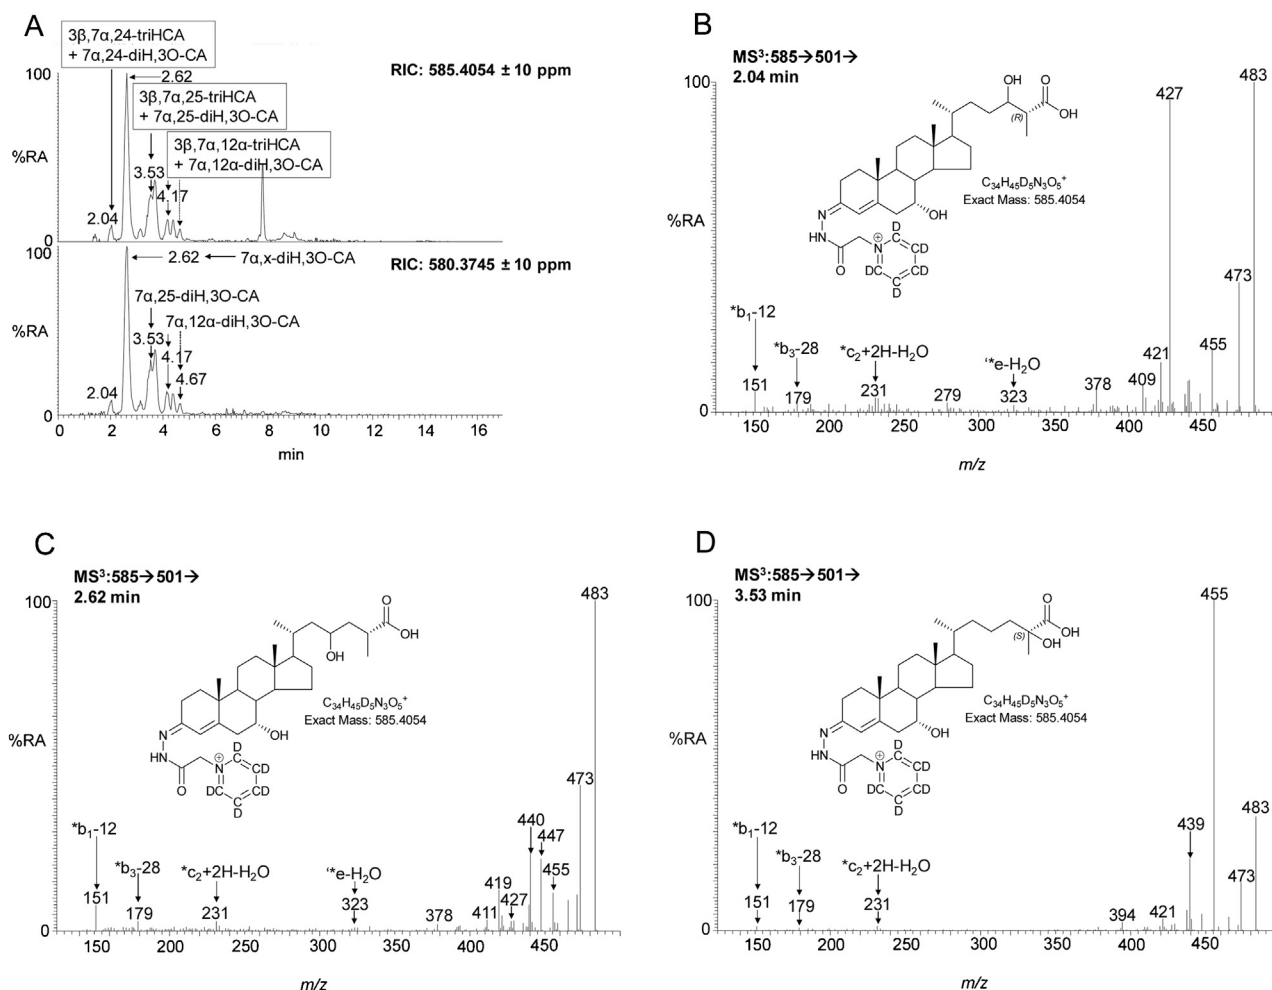 A
3β,7α,24-triHCA
+ 7α,24-diH,3O-CA
100
2.62
RIC: 585.4054 ± 10 ppm
3β,7α,25-triHCA
+ 7α,25-diH,3O-CA
3β,7α,12α-triHCA
+ 7α,12α-diH,3O-CA
%RA
3.53
4.17
2.04
0
100
2.62
7α,x-diH,3O-CA
RIC: 580.3745 ± 10 ppm
7α,25-diH,3O-CA
7α,12α-diH,3O-CA
%RA
3.53
4.17
4.67
2.04
0
0 2 4 6 8 10 12 14 16
min
B
MS³:585→501→
2.04 min
100
483
427
OH
O
OH
(R)
C₃₄H₄₅D₅N₃O₅⁺
Exact Mass: 585.4054
OH
N
HN
O
N
⊕
D
D
DC
CD
C
D
%RA
473
*b₁-12
*b₃-28
*c₂+2H-H₂O
'*e-H₂O
455
421
409
378
151
179
231
279
323
0
150 200 250 300 350 400 450
m/z
C
MS³:585→501→
2.62 min
100
483
O
OH
OH
C₃₄H₄₅D₅N₃O₅⁺
Exact Mass: 585.4054
OH
N
HN
O
N
⊕
D
CD
DC
CD
C
D
%RA
473
440
447
*b₁-12
*b₃-28
*c₂+2H-H₂O
'*e-H₂O
455
419
427
411
378
151
179
231
323
0
150 200 250 300 350 400 450
m/z
D
MS³:585→501→
3.53 min
100
455
O
OH
(S)
OH
C₃₄H₄₅D₅N₃O₅⁺
Exact Mass: 585.4054
OH
N
HN
O
N
⊕
D
CD
DC
CD
C
D
%RA
483
439
473
*b₁-12
*b₃-28
*c₂+2H-H₂O
151
179
231
394
421
0
150 200 250 300 350 400 450
m/z